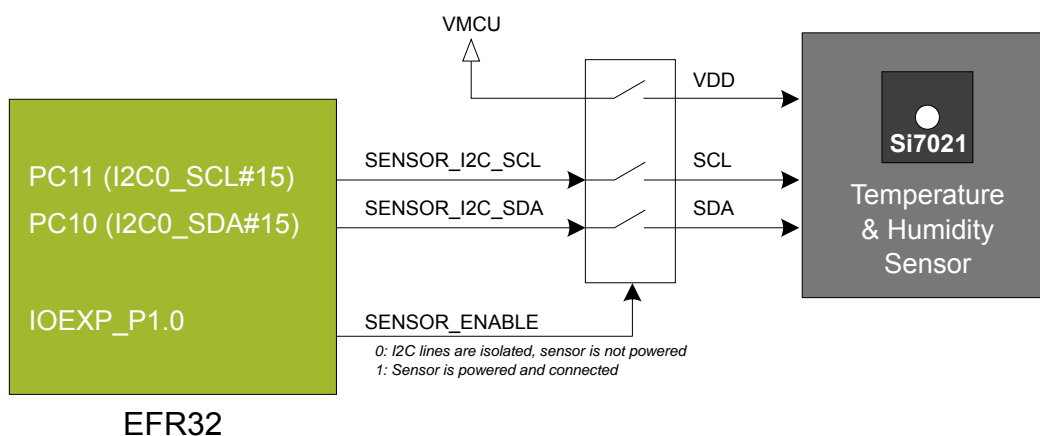 VMCU
VDD
Si7021
PC11 (I2C0_SCL#15)
SENSOR_I2C_SCL
SCL
PC10 (I2C0_SDA#15)
SENSOR_I2C_SDA
SDA
Temperature
& Humidity
Sensor
IOEXP_P1.0
SENSOR_ENABLE
0: I2C lines are isolated, sensor is not powered
1: Sensor is powered and connected
EFR32